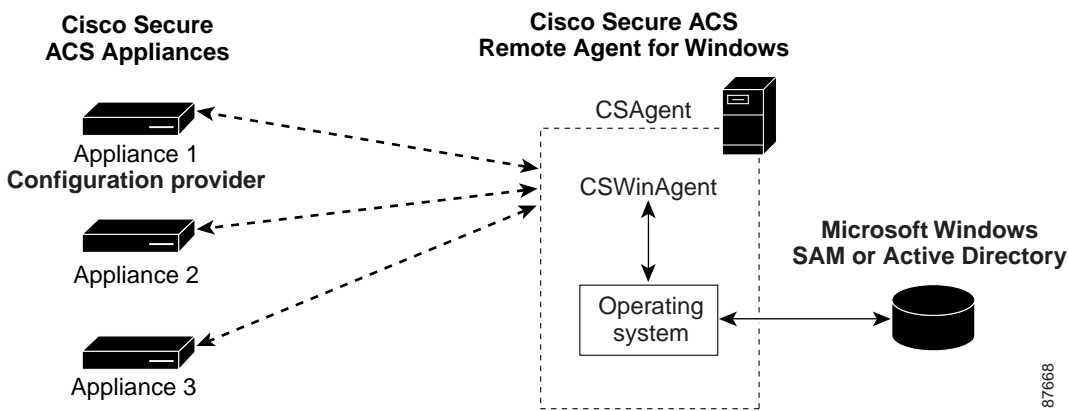 Cisco Secure
ACS Appliances
Cisco Secure ACS
Remote Agent for Windows
CSAgent
Appliance 1
Configuration provider
CSWinAgent
Appliance 2
Microsoft Windows
SAM or Active Directory
Operating
system
Appliance 3
87668